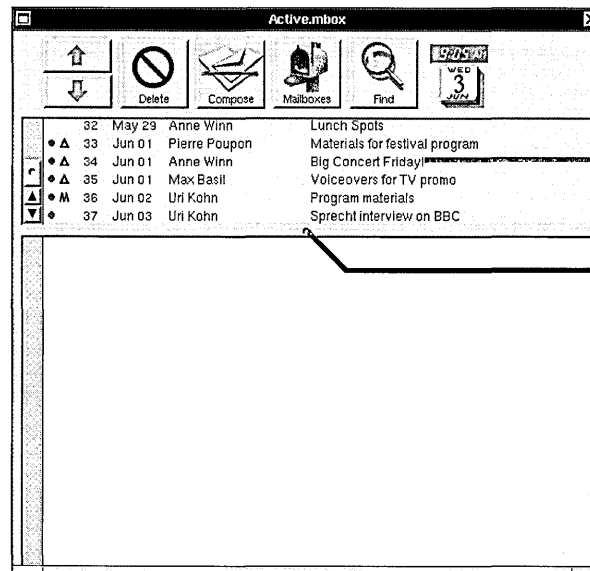 Active.mbox
Delete
Compose
Mailboxes
Find
9:05
WED
3
JUN
32 May 29 Anne Winn Lunch Spots
33 Jun 01 Pierre Poupon Materials for festival program
34 Jun 01 Anne Winn Big Concert Friday!
35 Jun 01 Max Basil Voiceovers for TV promo
M 36 Jun 02 Uri Kohn Program materials
37 Jun 03 Uri Kohn Sprecht interview on BBC